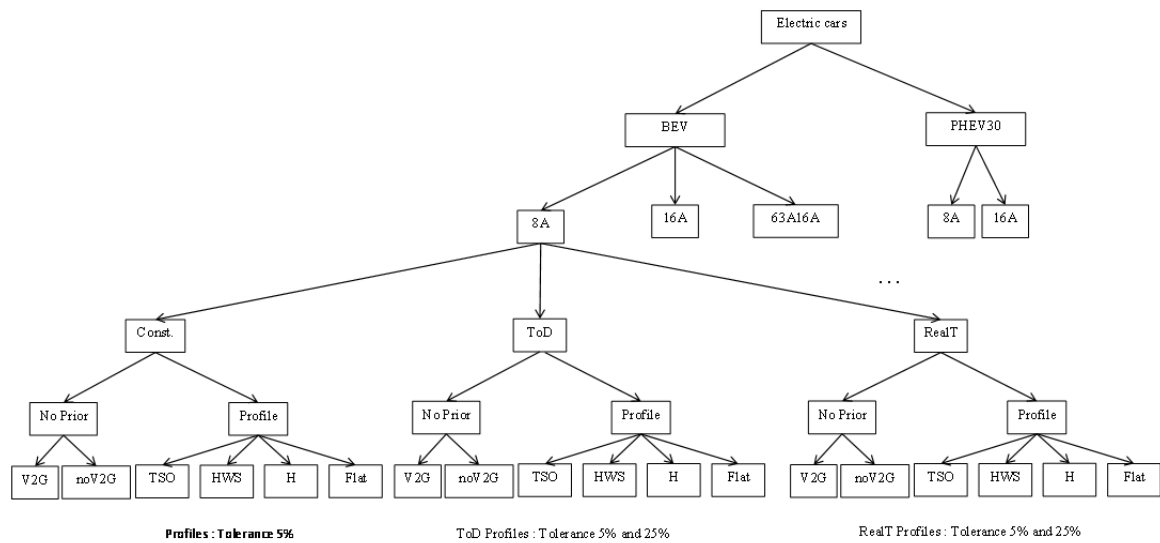 Electric cars
BEV
PHEV30
8A
16A
63A16A
8A
16A
...
Const.
ToD
RealT
No Prior
Profile
No Prior
Profile
No Prior
Profile
V2G
noV2G
TSO
HWS
H
Flat
V2G
noV2G
TSO
HWS
H
Flat
V2G
noV2G
TSO
HWS
H
Flat
Profiles : Tolerance 5%
ToD Profiles : Tolerance 5% and 25%
RealT Profiles : Tolerance 5% and 25%